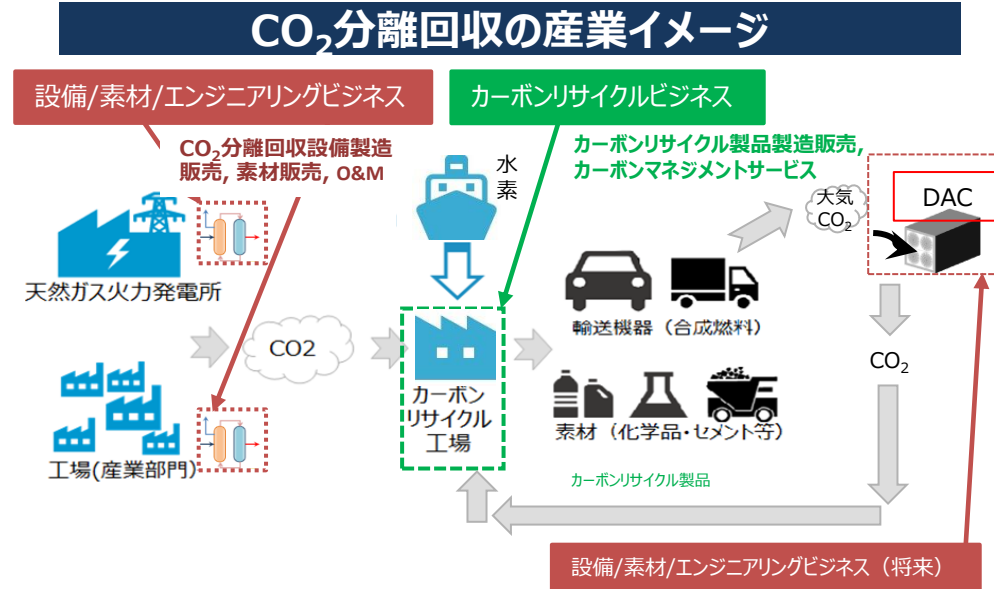 CO₂分離回収の産業イメージ
設備/素材/エンジニアリングビジネス
カーボンリサイクルビジネス
CO₂分離回収設備製造
販売, 素材販売, O&M
水
素
カーボンリサイクル製品製造販売,
カーボンマネジメントサービス
大気
CO₂
DAC
天然ガス火力発電所
CO2
輸送機器（合成燃料）
CO₂
カーボン
リサイクル
工場
素材（化学品・セメント等）
工場(産業部門)
カーボンリサイクル製品
設備/素材/エンジニアリングビジネス（将来）